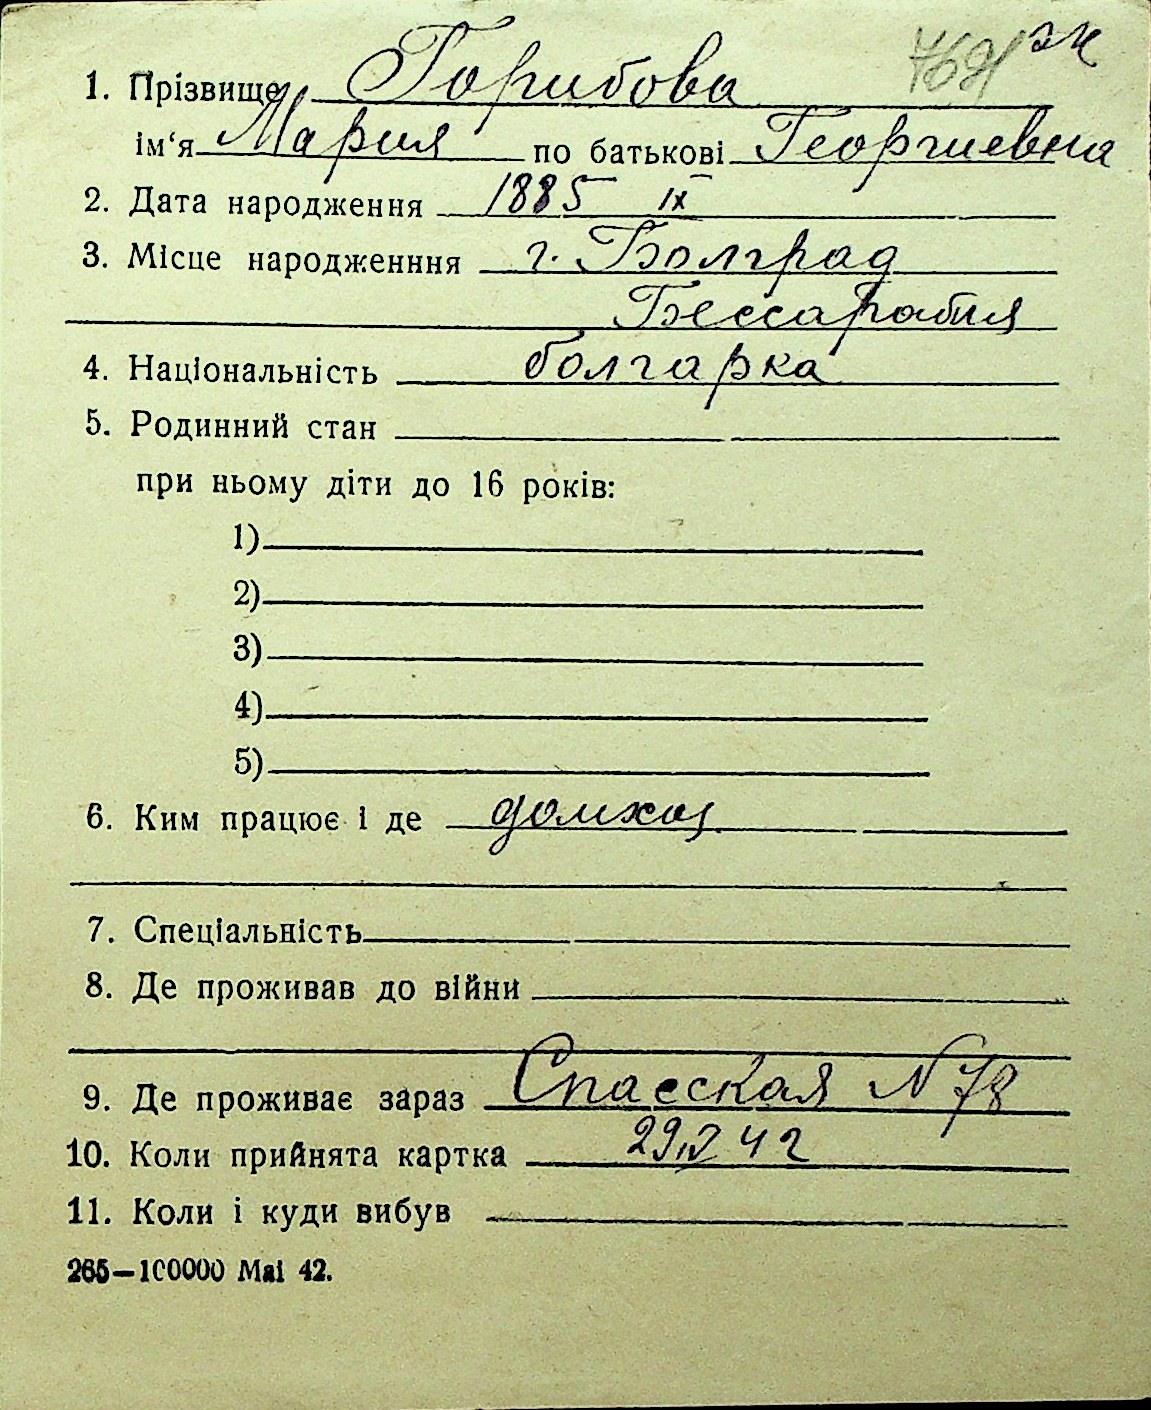 1. Прізвище Горибова
ім‘я Мария по батькові Георгиевна
2. Дата народження 1885 IX
3. Місце народженння г. Болград
Бессарабия
4. Національність болгарка
5. Родинний стан
при ньому діти до 16 років:
1)
2)
3)
4)
5)
6. Ким працює і де домхоз
7. Спеціальність
8. Де проживав до війни
9. Де проживає зараз Спасская N 78
10. Коли прийнята картка 29 IV 42
11. Коли і куди вибув
265—100000 Маі 42.